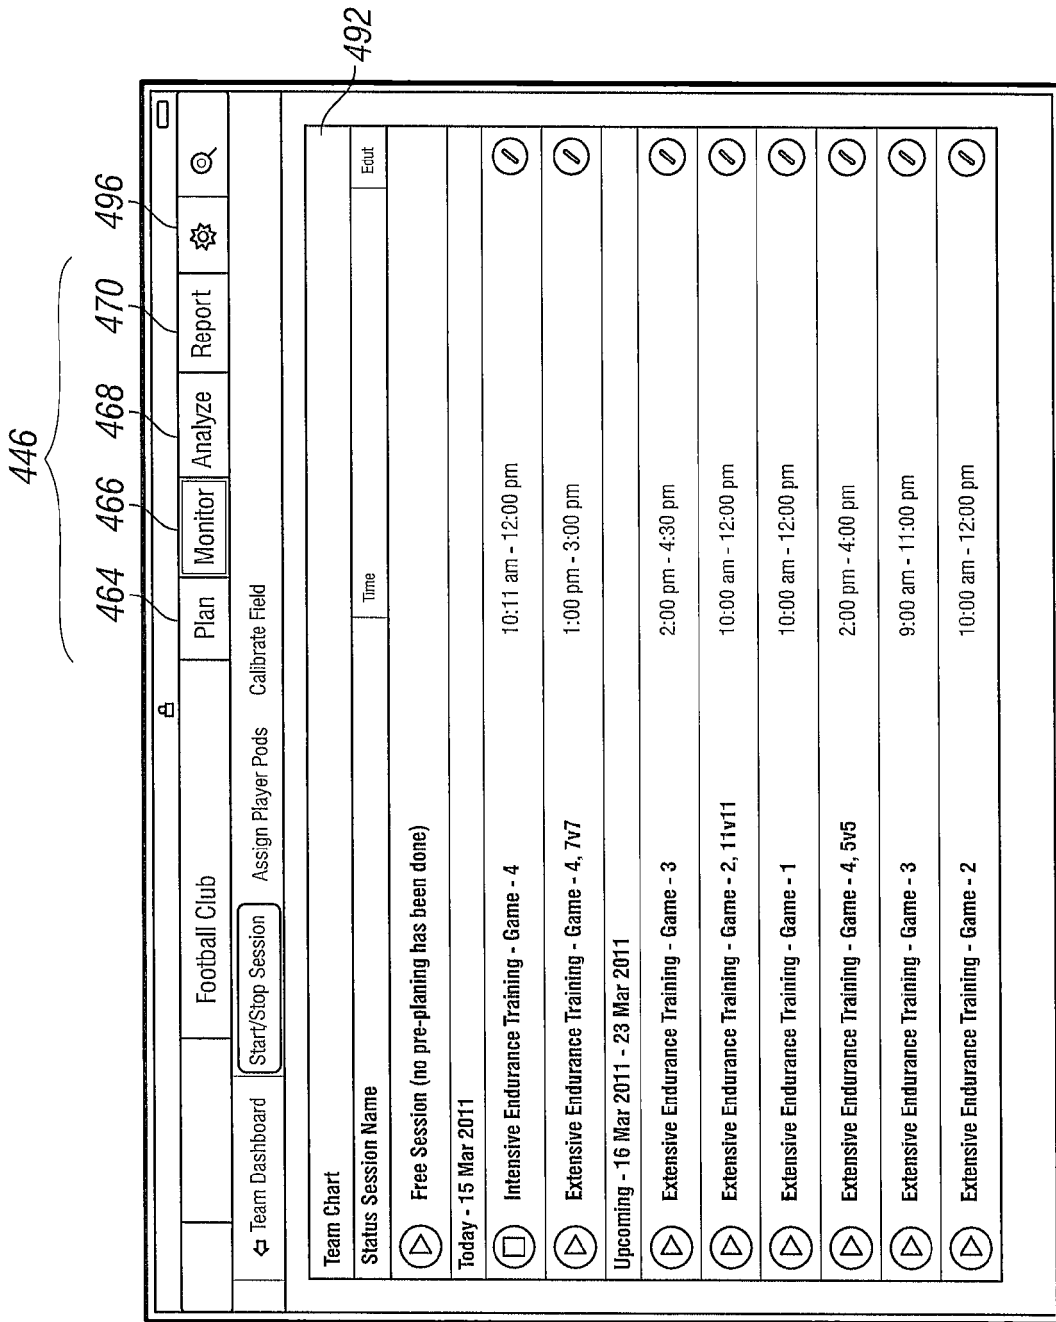 446
464 466 468 470 496
492
Football Club Plan Monitor Analyze Report
Team Dashboard Start/Stop Session Assign Player Pods Calibrate Field
Team Chart
Status Session Name Time Edut
Free Session (no pre-planing has been done)
Today - 15 Mar 2011
Intensive Endurance Training - Game - 4 10:11 am - 12:00 pm
Extensive Endurance Training - Game - 4, 7v7 1:00 pm - 3:00 pm
Upcoming - 16 Mar 2011 - 23 Mar 2011
Extensive Endurance Training - Game - 3 2:00 pm - 4:30 pm
Extensive Endurance Training - Game - 2, 11v11 10:00 am - 12:00 pm
Extensive Endurance Training - Game - 1 10:00 am - 12:00 pm
Extensive Endurance Training - Game - 4, 5v5 2:00 pm - 4:00 pm
Extensive Endurance Training - Game - 3 9:00 am - 11:00 pm
Extensive Endurance Training - Game - 2 10:00 am - 12:00 pm